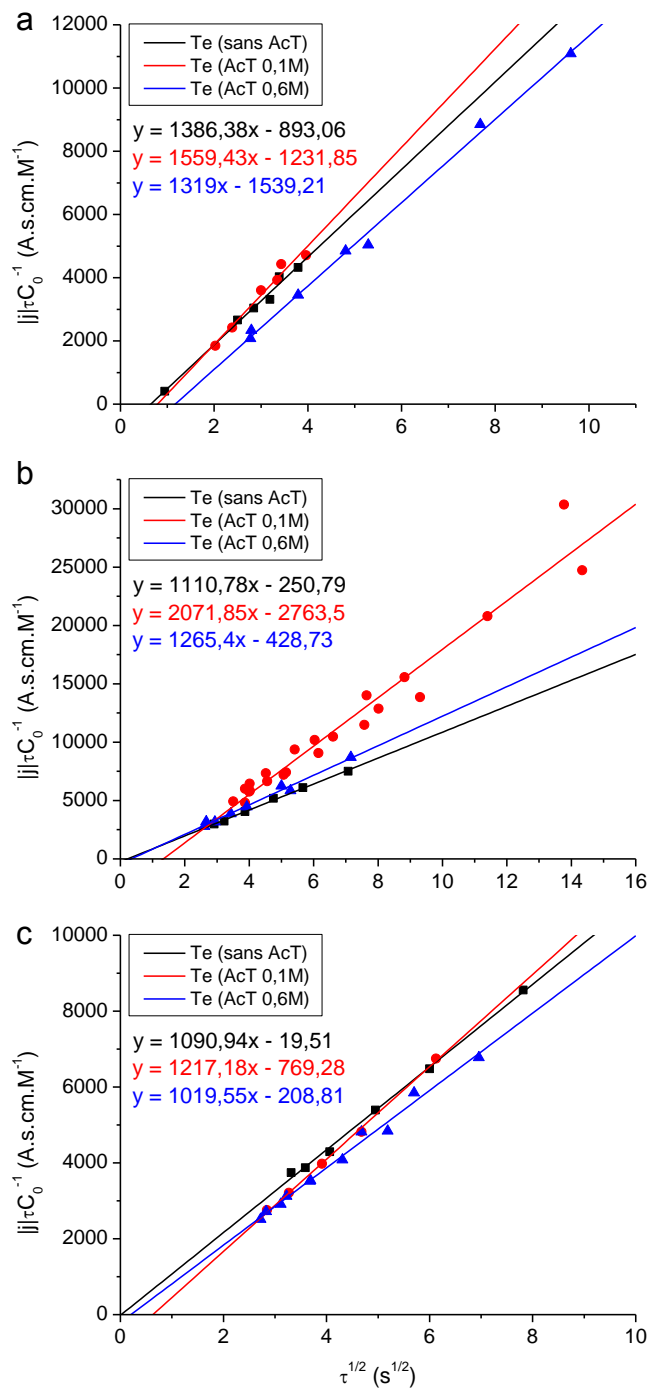 a
12000
10000
8000
6000
4000
2000
0
Te (sans AcT)
Te (AcT 0,1M)
Te (AcT 0,6M)
y = 1386,38x - 893,06
y = 1559,43x - 1231,85
y = 1319x - 1539,21
|j|τC₀⁻¹ (A.s.cm.M⁻¹)
0 2 4 6 8 10
b
30000
25000
20000
15000
10000
5000
0
Te (sans AcT)
Te (AcT 0,1M)
Te (AcT 0,6M)
y = 1110,78x - 250,79
y = 2071,85x - 2763,5
y = 1265,4x - 428,73
|j|τC₀⁻¹ (A.s.cm.M⁻¹)
0 2 4 6 8 10 12 14 16
c
10000
8000
6000
4000
2000
0
Te (sans AcT)
Te (AcT 0,1M)
Te (AcT 0,6M)
y = 1090,94x - 19,51
y = 1217,18x - 769,28
y = 1019,55x - 208,81
|j|τC₀⁻¹ (A.s.cm.M⁻¹)
0 2 4 6 8 10
τ¹ᐟ² (s¹ᐟ²)